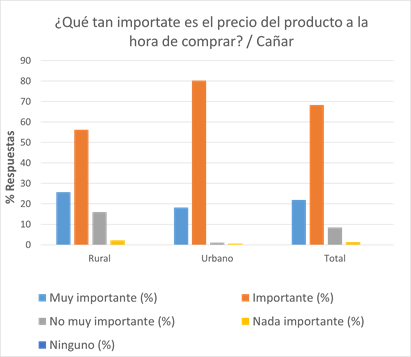 ¿Qué tan importate es el precio del producto a la
hora de comprar? / Cañar
% Respuestas
90
80
70
60
50
40
30
20
10
0
Rural Urbano Total
Muy importante (%) Importante (%)
No muy importante (%) Nada importante (%)
Ninguno (%)